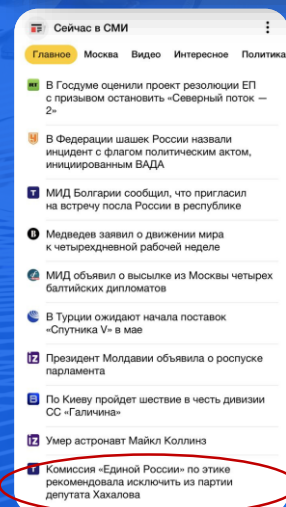 Сейчас в СМИ
Главное Москва Видео Интересное Политика
RT В Госдуме оценили проект резолюции ЕП
с призывом остановить «Северный поток —
2»
В Федерации шашек России назвали
инцидент с флагом политическим актом,
инициированным ВАДА
Т МИД Болгарии сообщил, что пригласил
на встречу посла России в республике
Медведев заявил о движении мира
к четырехдневной рабочей неделе
МИД объявил о высылке из Москвы четырех
балтийских дипломатов
В Турции ожидают начала поставок
«Спутника V» в мае
IZ Президент Молдавии объявила о роспуске
парламента
По Киеву пройдет шествие в честь дивизии
СС «Галичина»
IZ Умер астронавт Майкл Коллинз
Т Комиссия «Единой России» по этике
рекомендовала исключить из партии
депутата Хахалова